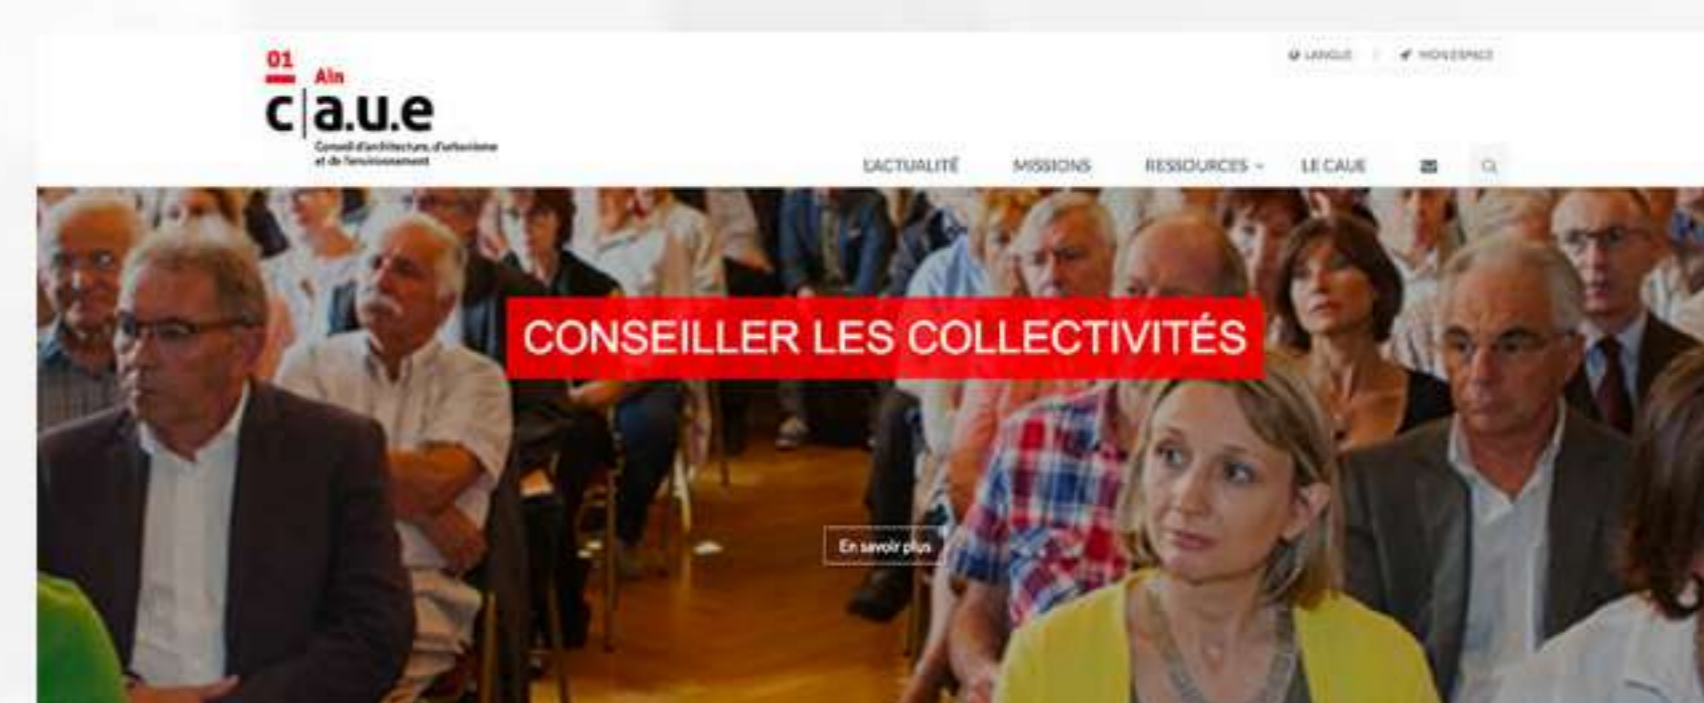 01
Ain
c|a.u.e
Conseil d'architecture, d'urbanisme
et de l'environnement
LANGUE
MON ESPACE
L'ACTUALITÉ
MISSIONS
RESSOURCES
LE CAUE
CONSEILLER LES COLLECTIVITÉS
En savoir plus